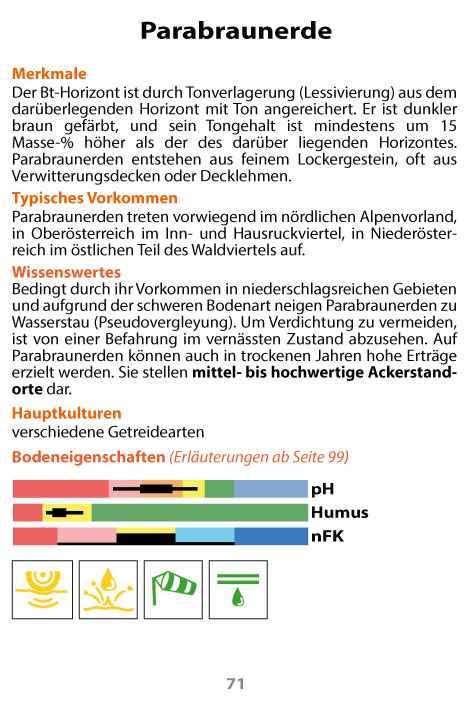 Parabraunerde
Merkmale
Der Bt-Horizont ist durch Tonverlagerung (Lessivierung) aus dem
darüberlegenden Horizont mit Ton angereichert. Er ist dunkler
braun gefärbt, und sein Tongehalt ist mindestens um 15
Masse-% höher als der des darüber liegenden Horizontes.
Parabraunerden entstehen aus feinem Lockergestein, oft aus
Verwitterungsdecken oder Decklehmen.
Typisches Vorkommen
Parabraunerden treten vorwiegend im nördlichen Alpenvorland,
in Oberösterreich im Inn- und Hausruckviertel, in Niederöster-
reich im östlichen Teil des Waldviertels auf.
Wissenswertes
Bedingt durch ihr Vorkommen in niederschlagsreichen Gebieten
und aufgrund der schweren Bodenart neigen Parabraunerden zu
Wasserstau (Pseudovergleyung). Um Verdichtung zu vermeiden,
ist von einer Befahrung im vernässten Zustand abzusehen. Auf
Parabraunerden können auch in trockenen Jahren hohe Erträge
erzielt werden. Sie stellen mittel- bis hochwertige Ackerstand-
orte dar.
Hauptkulturen
verschiedene Getreidearten
Bodeneigenschaften (Erläuterungen ab Seite 99)
pH
Humus
nFK
71